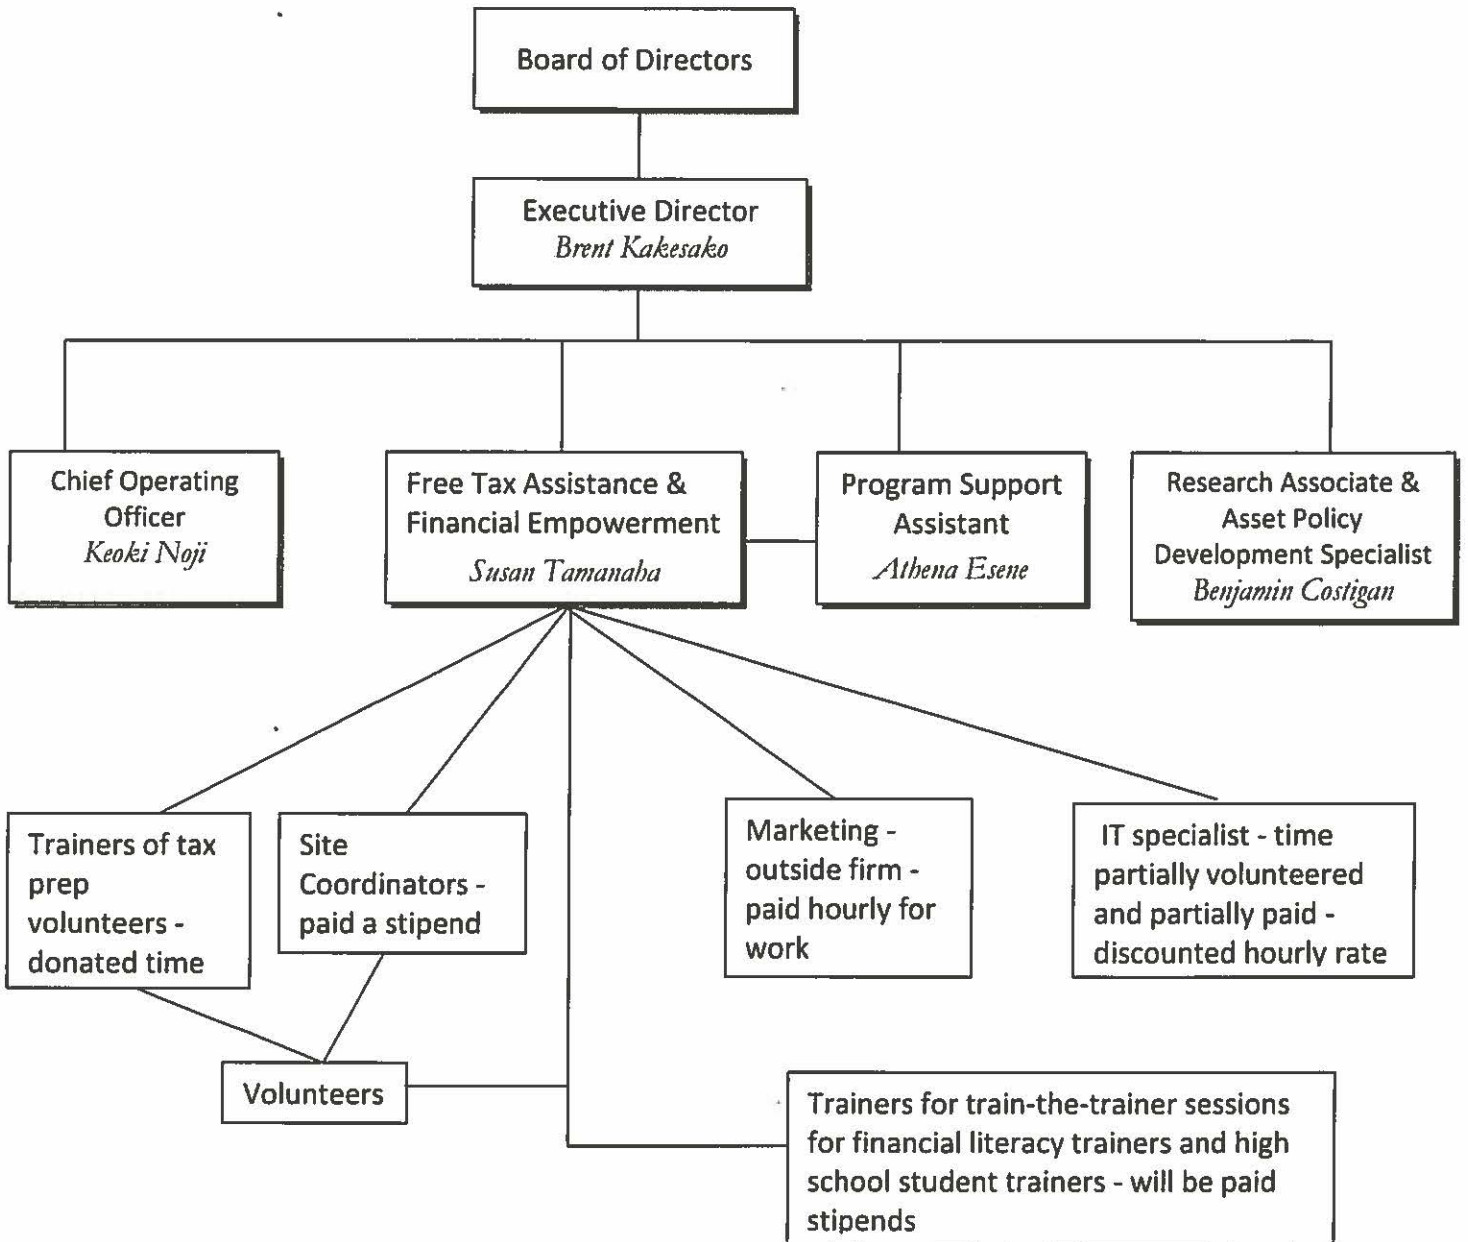 Board of Directors
Executive Director
Brent Kakesako
Chief Operating
Officer
Keoki Noji
Free Tax Assistance &
Financial Empowerment
Susan Tamanaha
Program Support
Assistant
Athena Esene
Research Associate &
Asset Policy
Development Specialist
Benjamin Costigan
Trainers of tax
prep
volunteers -
donated time
Site
Coordinators -
paid a stipend
Marketing -
outside firm -
paid hourly for
work
IT specialist - time
partially volunteered
and partially paid -
discounted hourly rate
Volunteers
Trainers for train-the-trainer sessions
for financial literacy trainers and high
school student trainers - will be paid
stipends